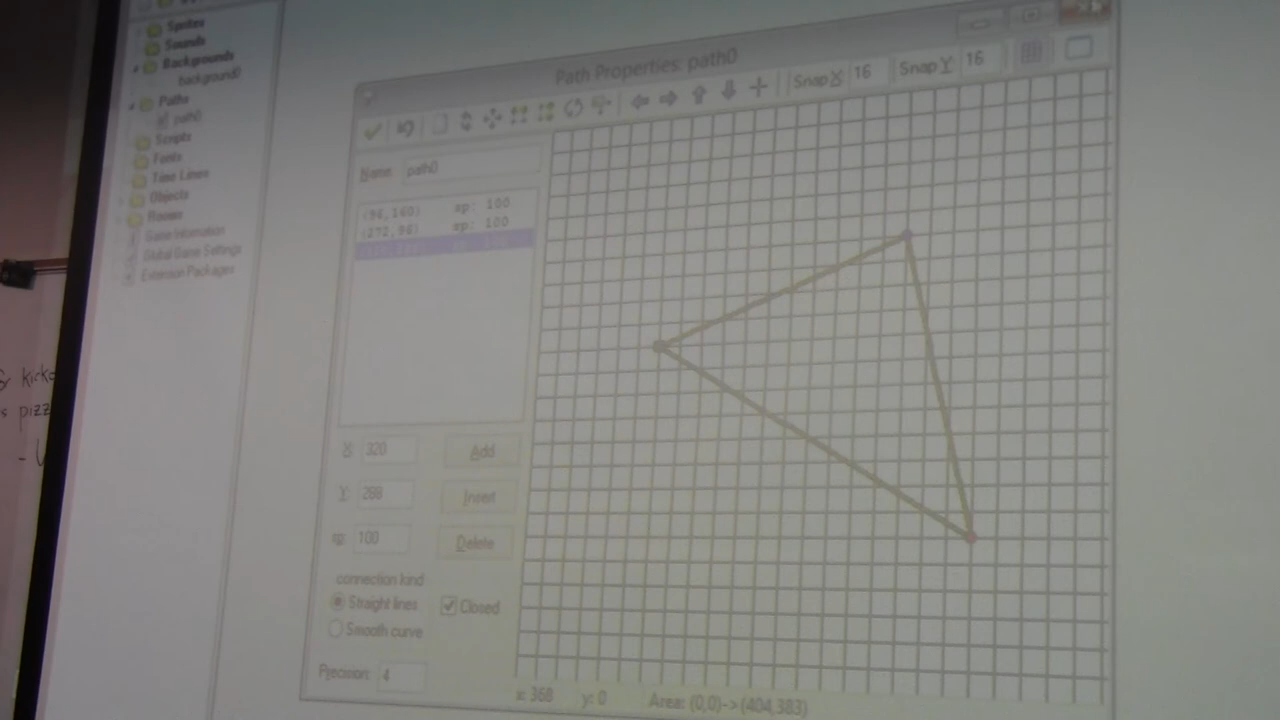 Sprites
Sounds
Backgrounds
background0
Paths
path0
Scripts
Fonts
Time Lines
Objects
Rooms
Game Information
Global Game Settings
Extension Packages
Path Properties: path0
Snap X 16 Snap Y 16
Name: path0
(96,160) sp: 100
(272,96) sp: 100
X: 320 Add
Y: 288 Insert
sp: 100 Delete
connection kind
Straight lines Closed
Smooth curve
Precision: 4
x: 368 y: 0 Area: (0,0)->(404,383)